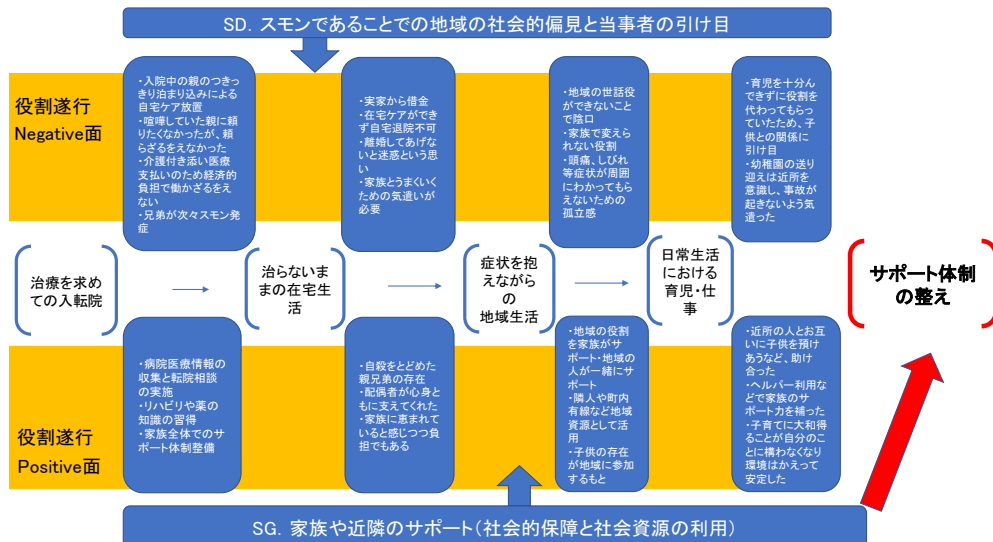 SD．スモンであることでの地域の社会的偏見と当事者の引け目
役割遂行
Negative面
・入院中の親のつきっ
きり泊まり込みによる
自宅ケア放置
・喧嘩していた親に頼
りたくなかったが、頼
らざるをえなかった
・介護付き添い医療
支払いのため経済的
負担で働かざるをえ
ない
・兄弟が次々スモン発
症
・実家から借金
・在宅ケアがで
きず自宅退院不可
・離婚してあげな
いと迷惑という思
い
・家族とうまくいく
ための気遣いが
必要
・地域の世話役
ができないこと
で陰口
・家族で変えら
れない役割
・頭痛、しびれ
等症状が周囲
にわかってもら
えないための孤
立感
・育児を十分ん
できずに役割を
代わってもらっ
ていたため、子
供との関係に
引け目
・幼稚園の送り
迎えは近所を
意識し、事故が
起きないよう気
遣った
治療を求め
ての入転院
治らないま
まの在宅生
活
症状を抱
えながら
の
地域生活
日常生活
における
育児・仕
事
サポート体制
の整え
役割遂行
Positive面
・病院医療情報の
収集と転院相談
の実施
・リハビリや薬の
知識の習得
・家族全体でのサ
ポート体制整備
・自殺をとどめた
親兄弟の存在
・配偶者が心身と
もに支えてくれた
・家族に恵まれて
いると感じつつ負
担でもある
・地域の役割
を家族がサ
ポート・地域の
人が一緒にサ
ポート
・隣人や町内
有線など地域
資源として活
用
・子供の存在
が地域に参加
するもと
・近所の人とお互
いに子供を預け
あうなど、助け
合った
・ヘルパー利用な
どで家族のサ
ポート力を補った
・子育てに大和得
ることが自分のこ
とに構わなくなり
環境はかえって
安定した
SG．家族や近隣のサポート（社会的保障と社会資源の利用）